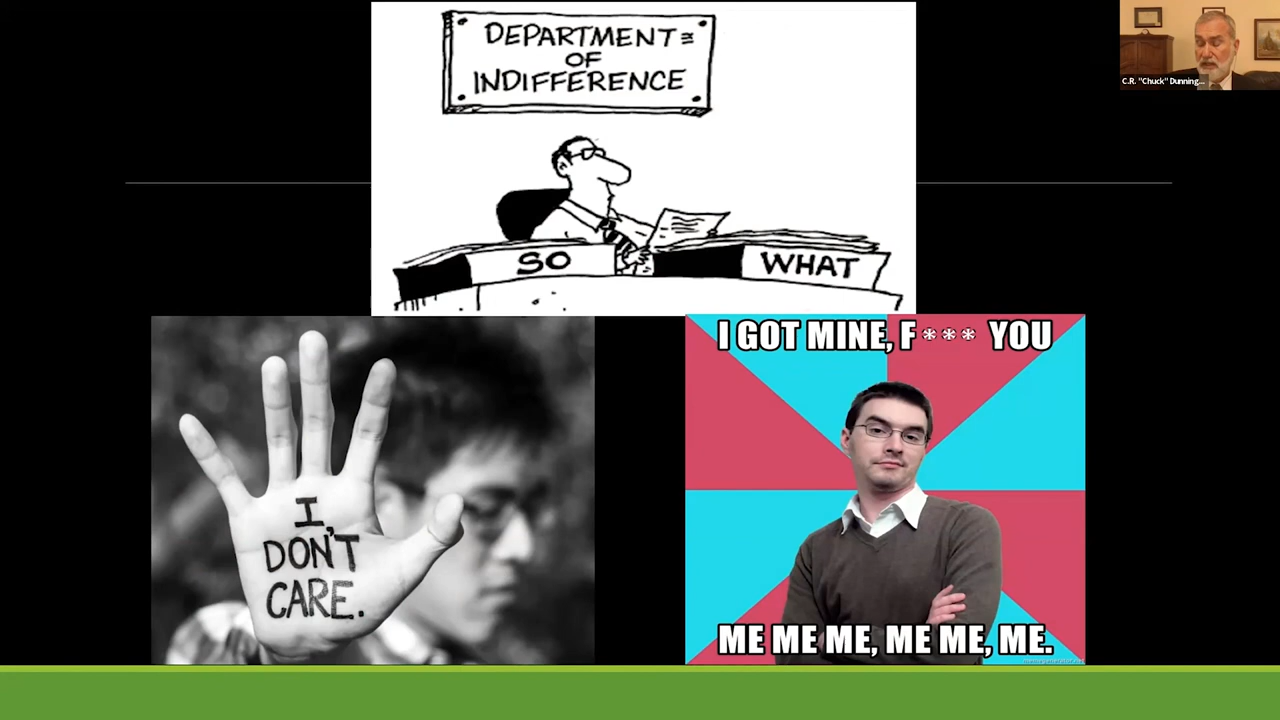 DEPARTMENT
OF
INDIFFERENCE
C.R. "Chuck" Dunning...
SO
WHAT
I GOT MINE, F*** YOU
I
DON'T
CARE.
ME ME ME, ME ME, ME.